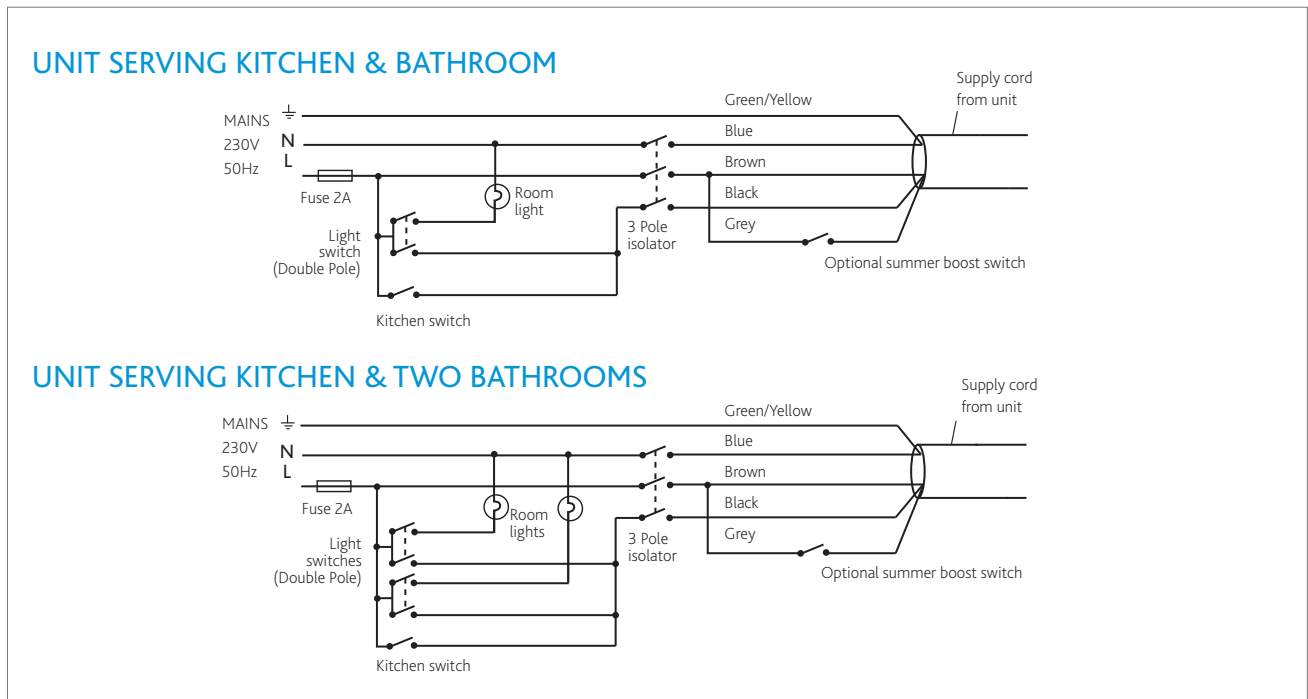 UNIT SERVING KITCHEN & BATHROOM
Supply cord
from unit
Green/Yellow
MAINS
230V
50Hz
N
L
Blue
Brown
Fuse 2A
Room
light
Black
Light
switch
(Double Pole)
3 Pole
isolator
Grey
Optional summer boost switch
Kitchen switch
UNIT SERVING KITCHEN & TWO BATHROOMS
Supply cord
from unit
Green/Yellow
MAINS
230V
50Hz
N
L
Blue
Brown
Fuse 2A
Room
lights
Black
Light
switches
(Double Pole)
3 Pole
isolator
Grey
Optional summer boost switch
Kitchen switch